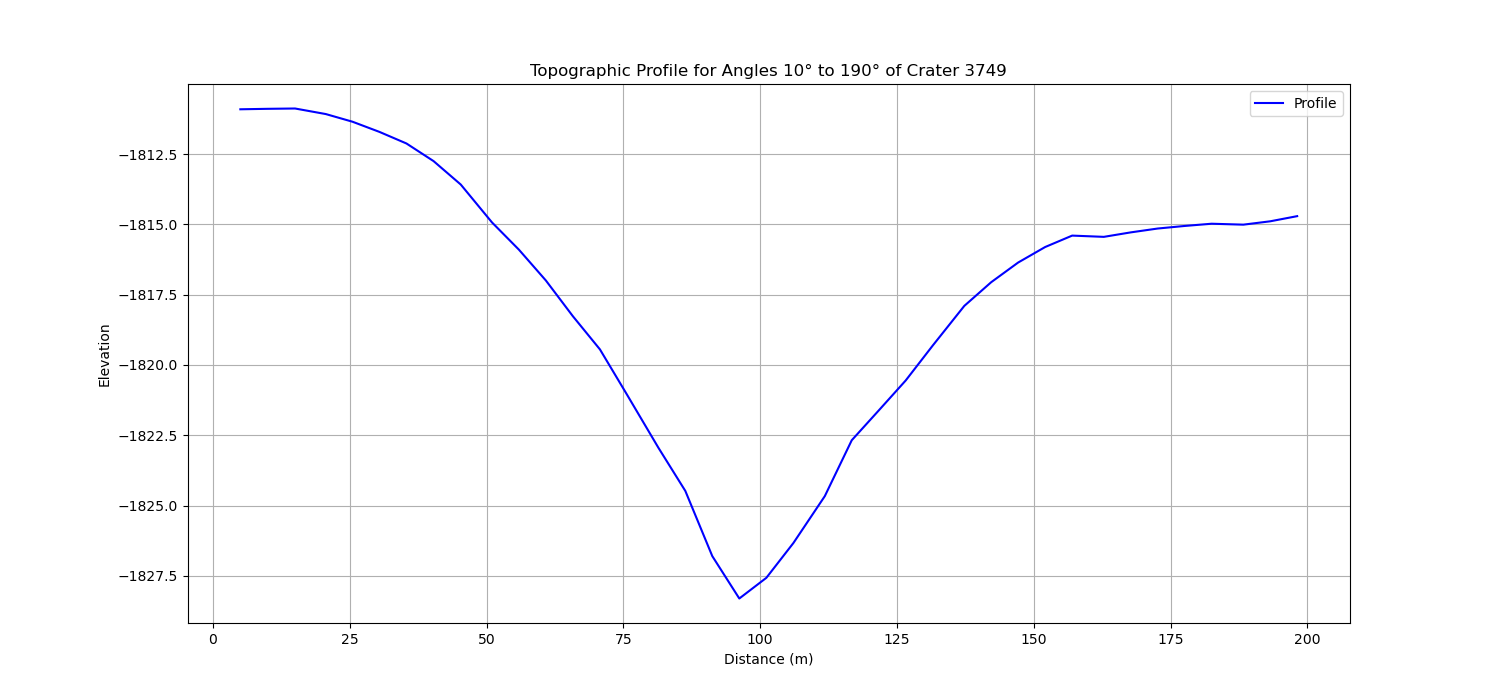 Topographic Profile for Angles 10° to 190° of Crater 3749
Profile
−1812.5
−1815.0
−1817.5
−1820.0
−1822.5
−1825.0
−1827.5
Elevation
0 25 50 75 100 125 150 175 200
Distance (m)